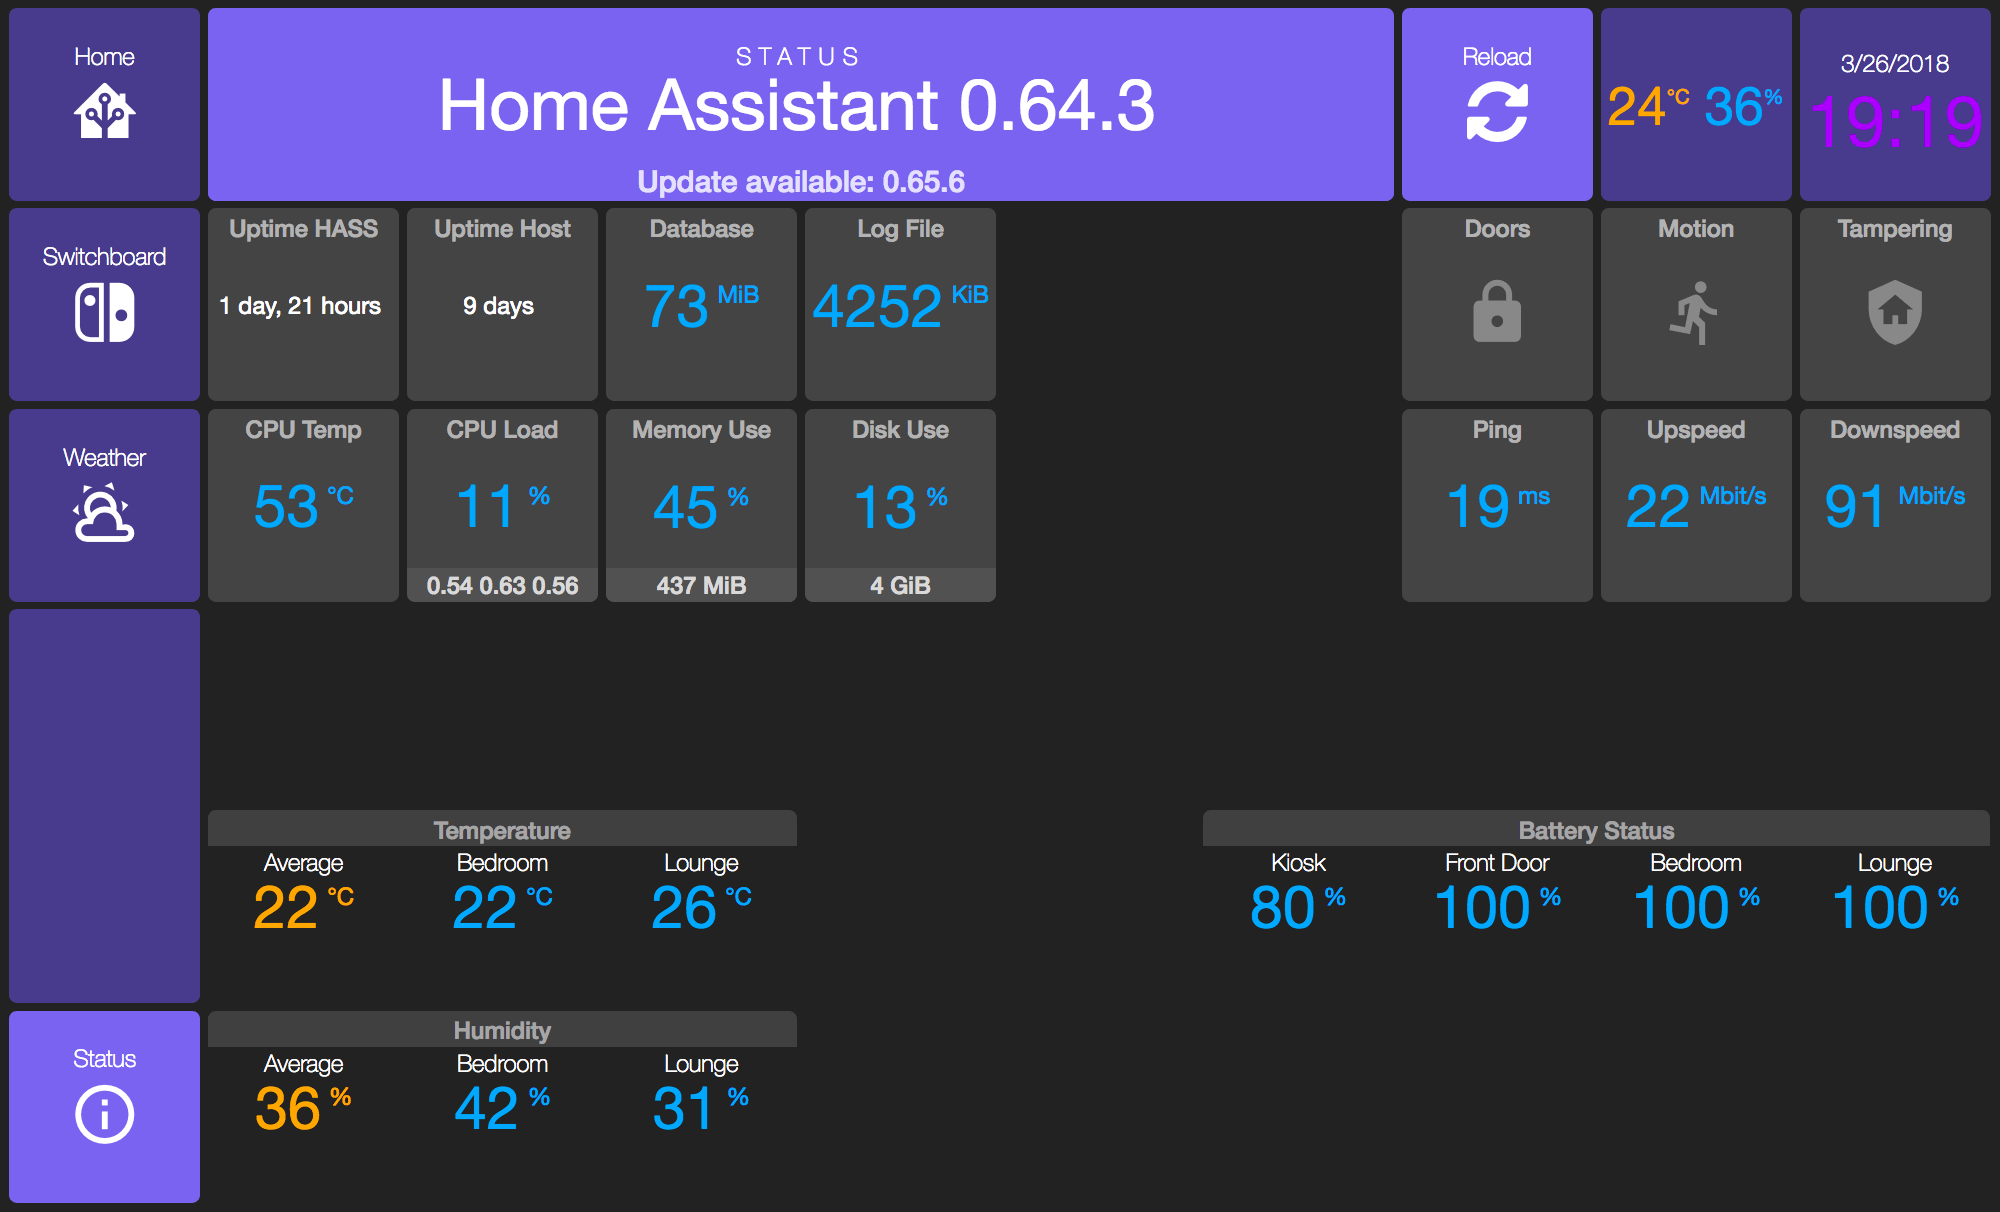 Home
STATUS
Home Assistant 0.64.3
Update available: 0.65.6
Reload
24°C 36%
3/26/2018
19:19
Switchboard
Uptime HASS
1 day, 21 hours
Uptime Host
9 days
Database
73 MiB
Log File
4252 KiB
Doors
Motion
Tampering
Weather
CPU Temp
53 °C
CPU Load
11 %
0.54 0.63 0.56
Memory Use
45 %
437 MiB
Disk Use
13 %
4 GiB
Ping
19 ms
Upspeed
22 Mbit/s
Downspeed
91 Mbit/s
Temperature
Average
22 °C
Bedroom
22 °C
Lounge
26 °C
Battery Status
Kiosk
80 %
Front Door
100 %
Bedroom
100 %
Lounge
100 %
Status
Humidity
Average
36 %
Bedroom
42 %
Lounge
31 %